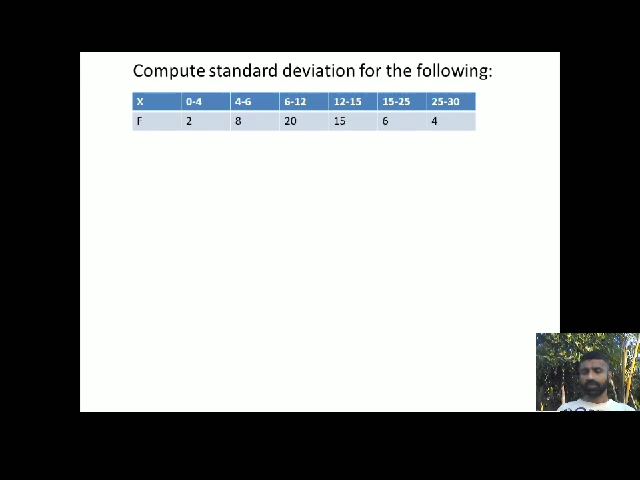 Compute standard deviation for the following:
X 0-4 4-6 6-12 12-15 15-25 25-30
F 2 8 20 15 6 4